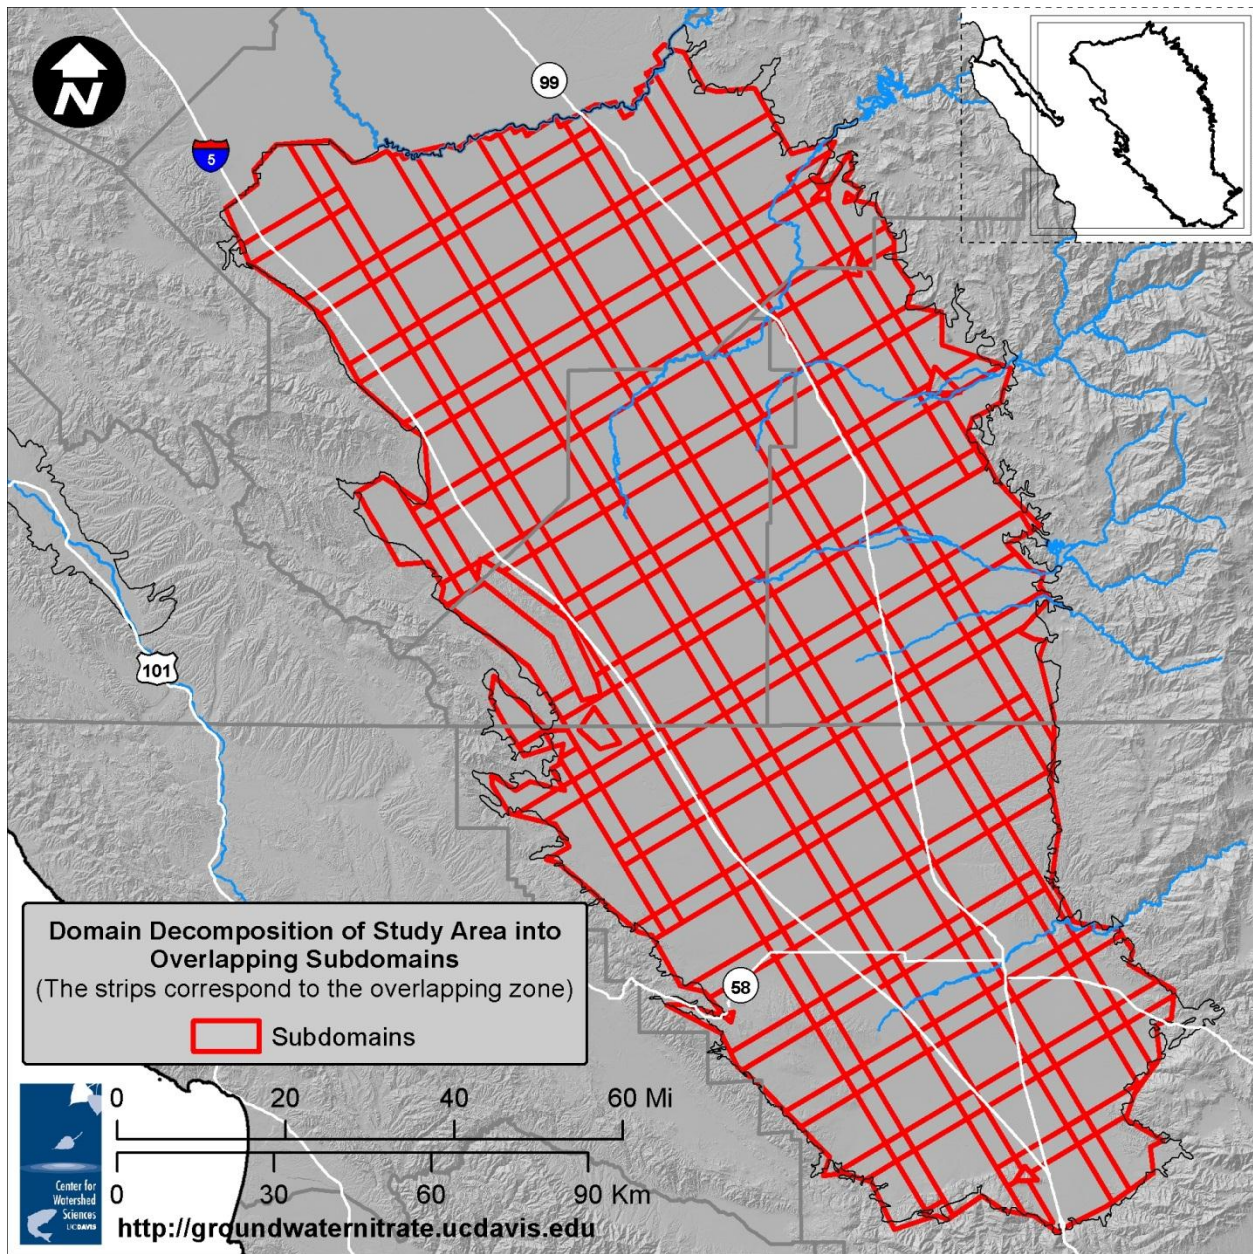 N
99
5
101
58
Domain Decomposition of Study Area into
Overlapping Subdomains
(The strips correspond to the overlapping zone)
Subdomains
0 20 40 60 Mi
0 30 60 90 Km
Center for
Watershed
Sciences
UCDAVIS
http://groundwaternitrate.ucdavis.edu